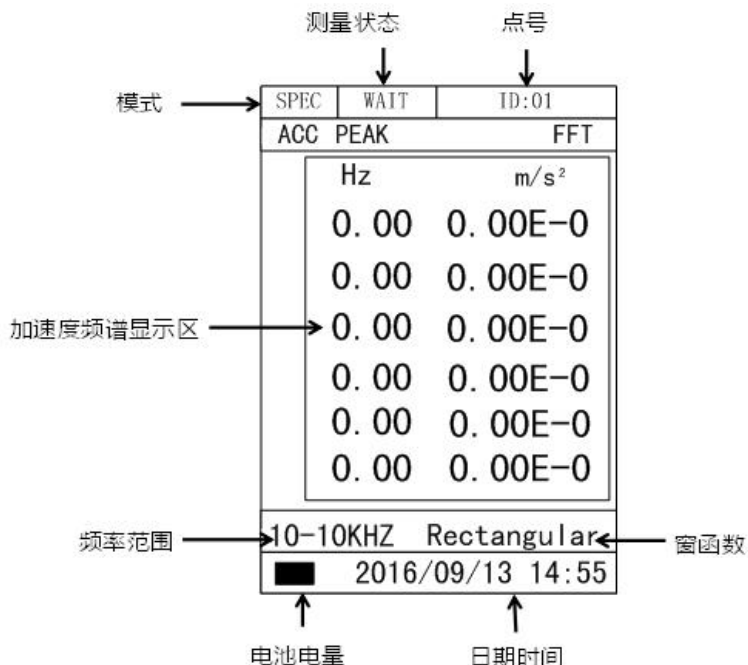 测量状态 点号
模式 SPEC WAIT ID:01
ACC PEAK FFT
Hz m/s²
0.00 0.00E-0
0.00 0.00E-0
加速度频谱显示区 0.00 0.00E-0
0.00 0.00E-0
0.00 0.00E-0
0.00 0.00E-0
频率范围 10-10KHZ Rectangular 窗函数
2016/09/13 14:55
电池电量 日期时间